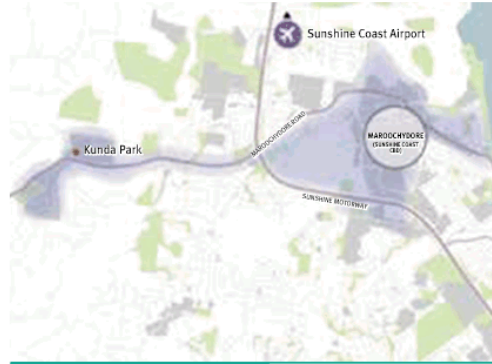 Sunshine Coast Airport
MAROOCHYDORE ROAD
MAROOCHYDORE
(SUNSHINE COAST
CBD)
Kunda Park
SUNSHINE MOTORWAY